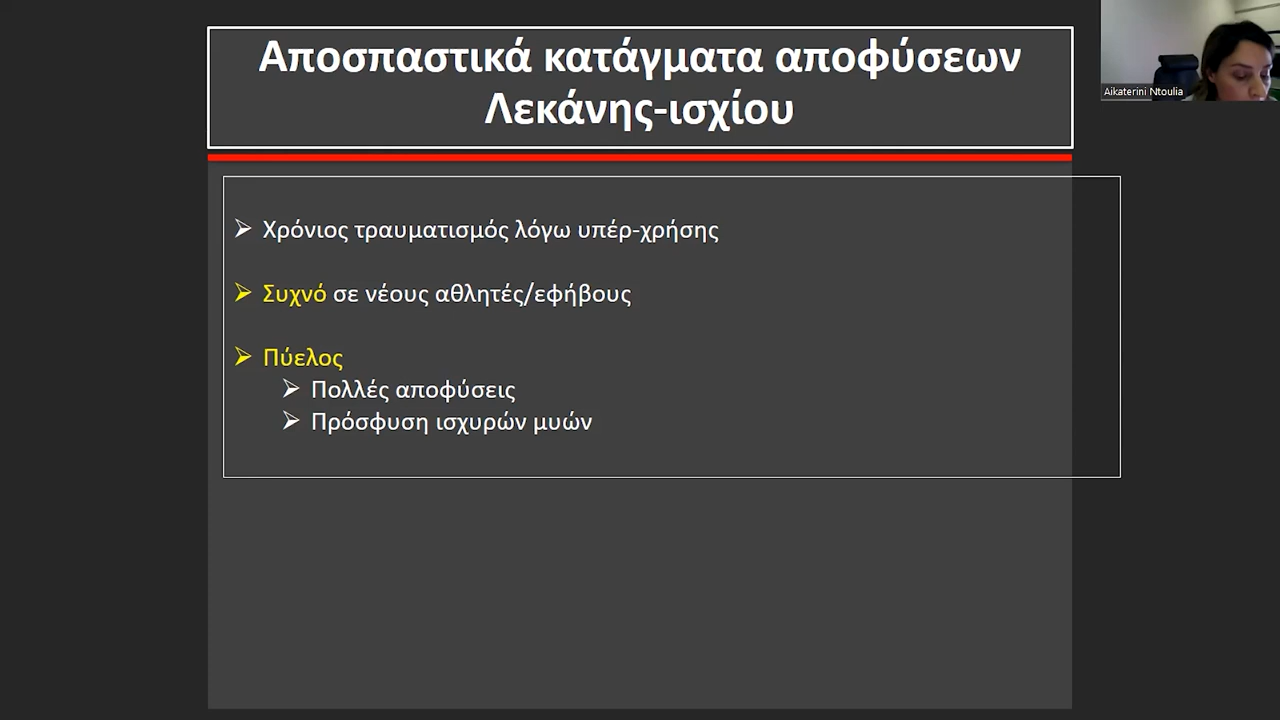 Αποσπαστικά κατάγματα αποφύσεων
Λεκάνης-ισχίου
Aikaterini Ntoulia
Χρόνιος τραυματισμός λόγω υπέρ-χρήσης
Συχνό σε νέους αθλητές/εφήβους
Πύελος
Πολλές αποφύσεις
Πρόσφυση ισχυρών μυών